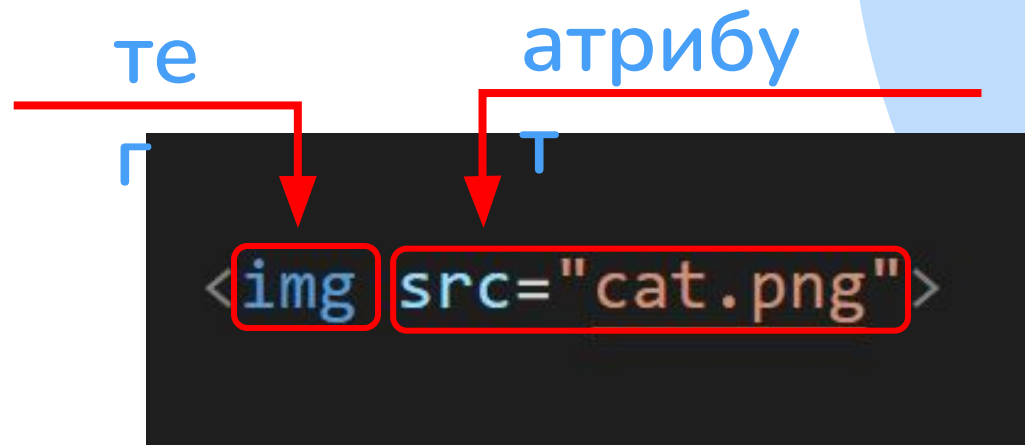 те
г
атрибу
т
<img src="cat.png">